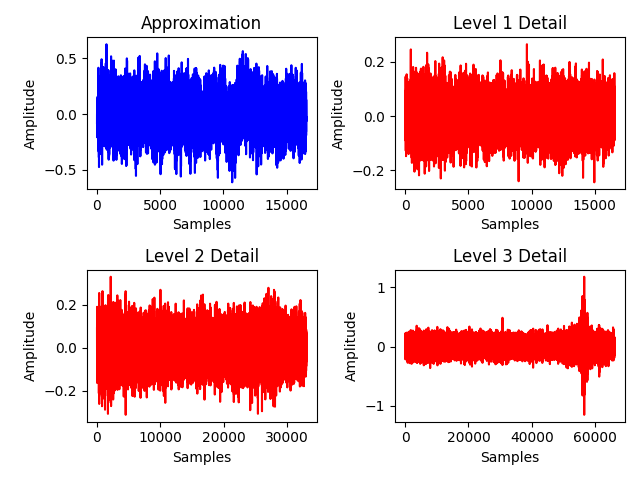 Approximation
Amplitude
0.5
0.0
−0.5
0
5000
10000
15000
Samples
Level 1 Detail
Amplitude
0.2
0.0
−0.2
0
5000
10000
15000
Samples
Level 2 Detail
Amplitude
0.2
0.0
−0.2
0
10000
20000
30000
Samples
Level 3 Detail
Amplitude
1
0
−1
0
20000
40000
60000
Samples